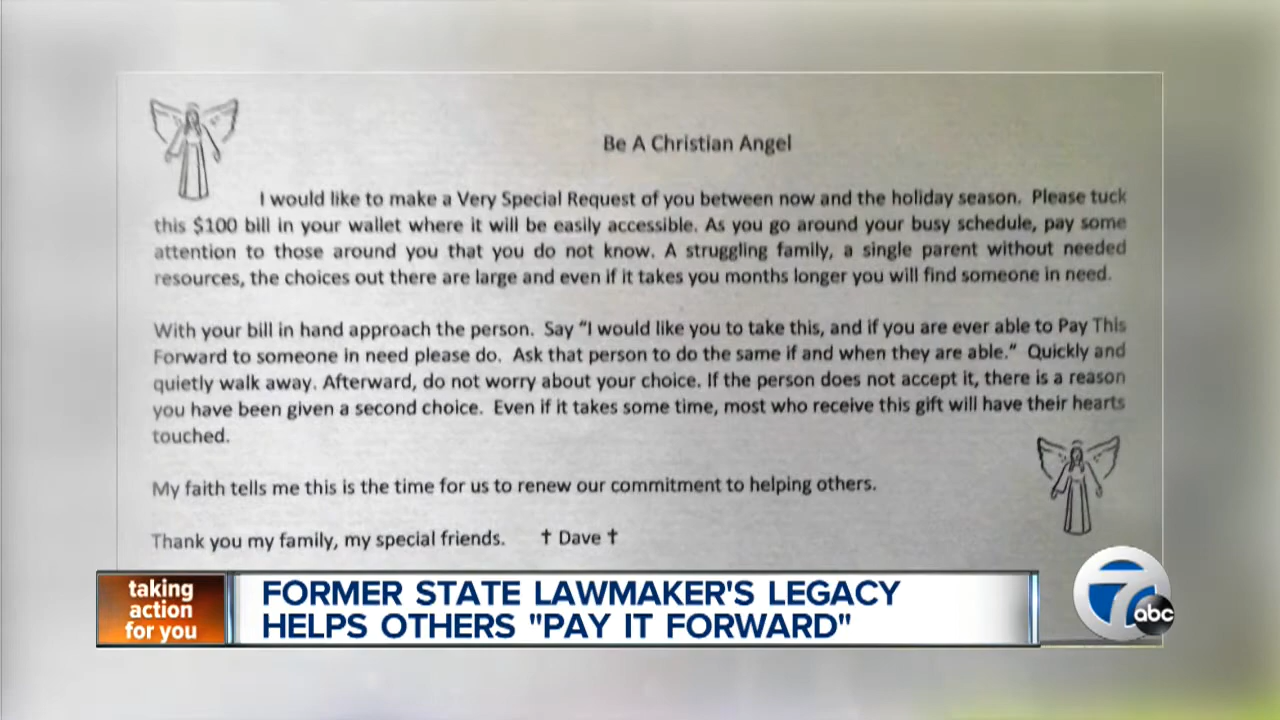 Be A Christian Angel
I would like to make a Very Special Request of you between now and the holiday season. Please tuck
this $100 bill in your wallet where it will be easily accessible. As you go around your busy schedule, pay some
attention to those around you that you do not know. A struggling family, a single parent without needed
resources, the choices out there are large and even if it takes you months longer you will find someone in need.
With your bill in hand approach the person. Say “I would like you to take this, and if you are ever able to Pay This
Forward to someone in need please do. Ask that person to do the same if and when they are able.” Quickly and
quietly walk away. Afterward, do not worry about your choice. If the person does not accept it, there is a reason
you have been given a second choice. Even if it takes some time, most who receive this gift will have their hearts
touched.
My faith tells me this is the time for us to renew our commitment to helping others.
Thank you my family, my special friends. † Dave †
taking
action
for you
FORMER STATE LAWMAKER'S LEGACY
HELPS OTHERS "PAY IT FORWARD"
7
abc